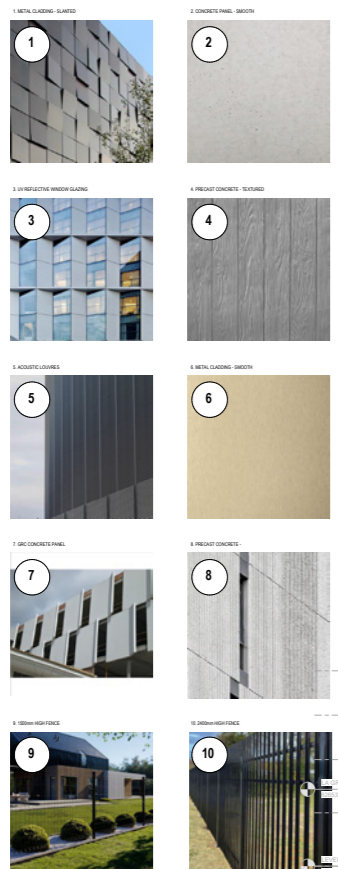 1. METAL CLADDING - SLANTED
2. CONCRETE PANEL - SMOOTH
1
2
3. UV REFLECTIVE WINDOW GLAZING
4. PRECAST CONCRETE - TEXTURED
3
4
5. ACOUSTIC LOUVRES
6. METAL CLADDING - SMOOTH
5
6
7. GRC CONCRETE PANEL
8. PRECAST CONCRETE -
7
8
9. 1800mm HIGH FENCE
10. 2400mm HIGH FENCE
9
10
LEVEL